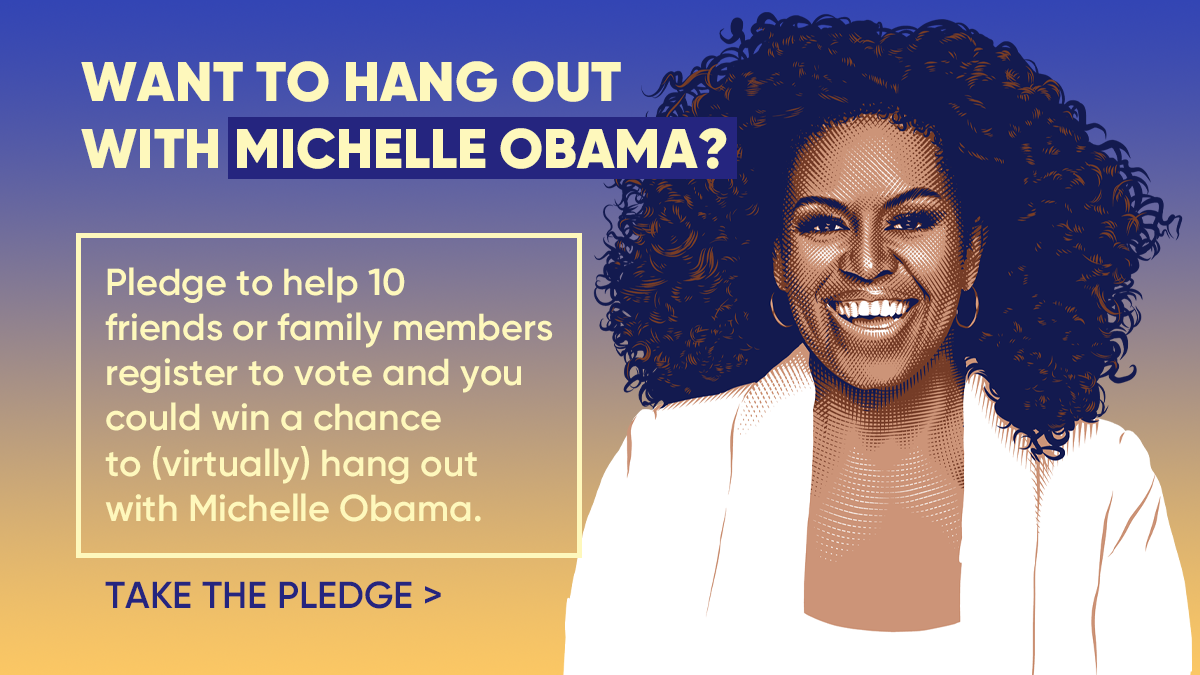 WANT TO HANG OUT
WITH MICHELLE OBAMA?
Pledge to help 10
friends or family members
register to vote and you
could win a chance
to (virtually) hang out
with Michelle Obama.
TAKE THE PLEDGE >